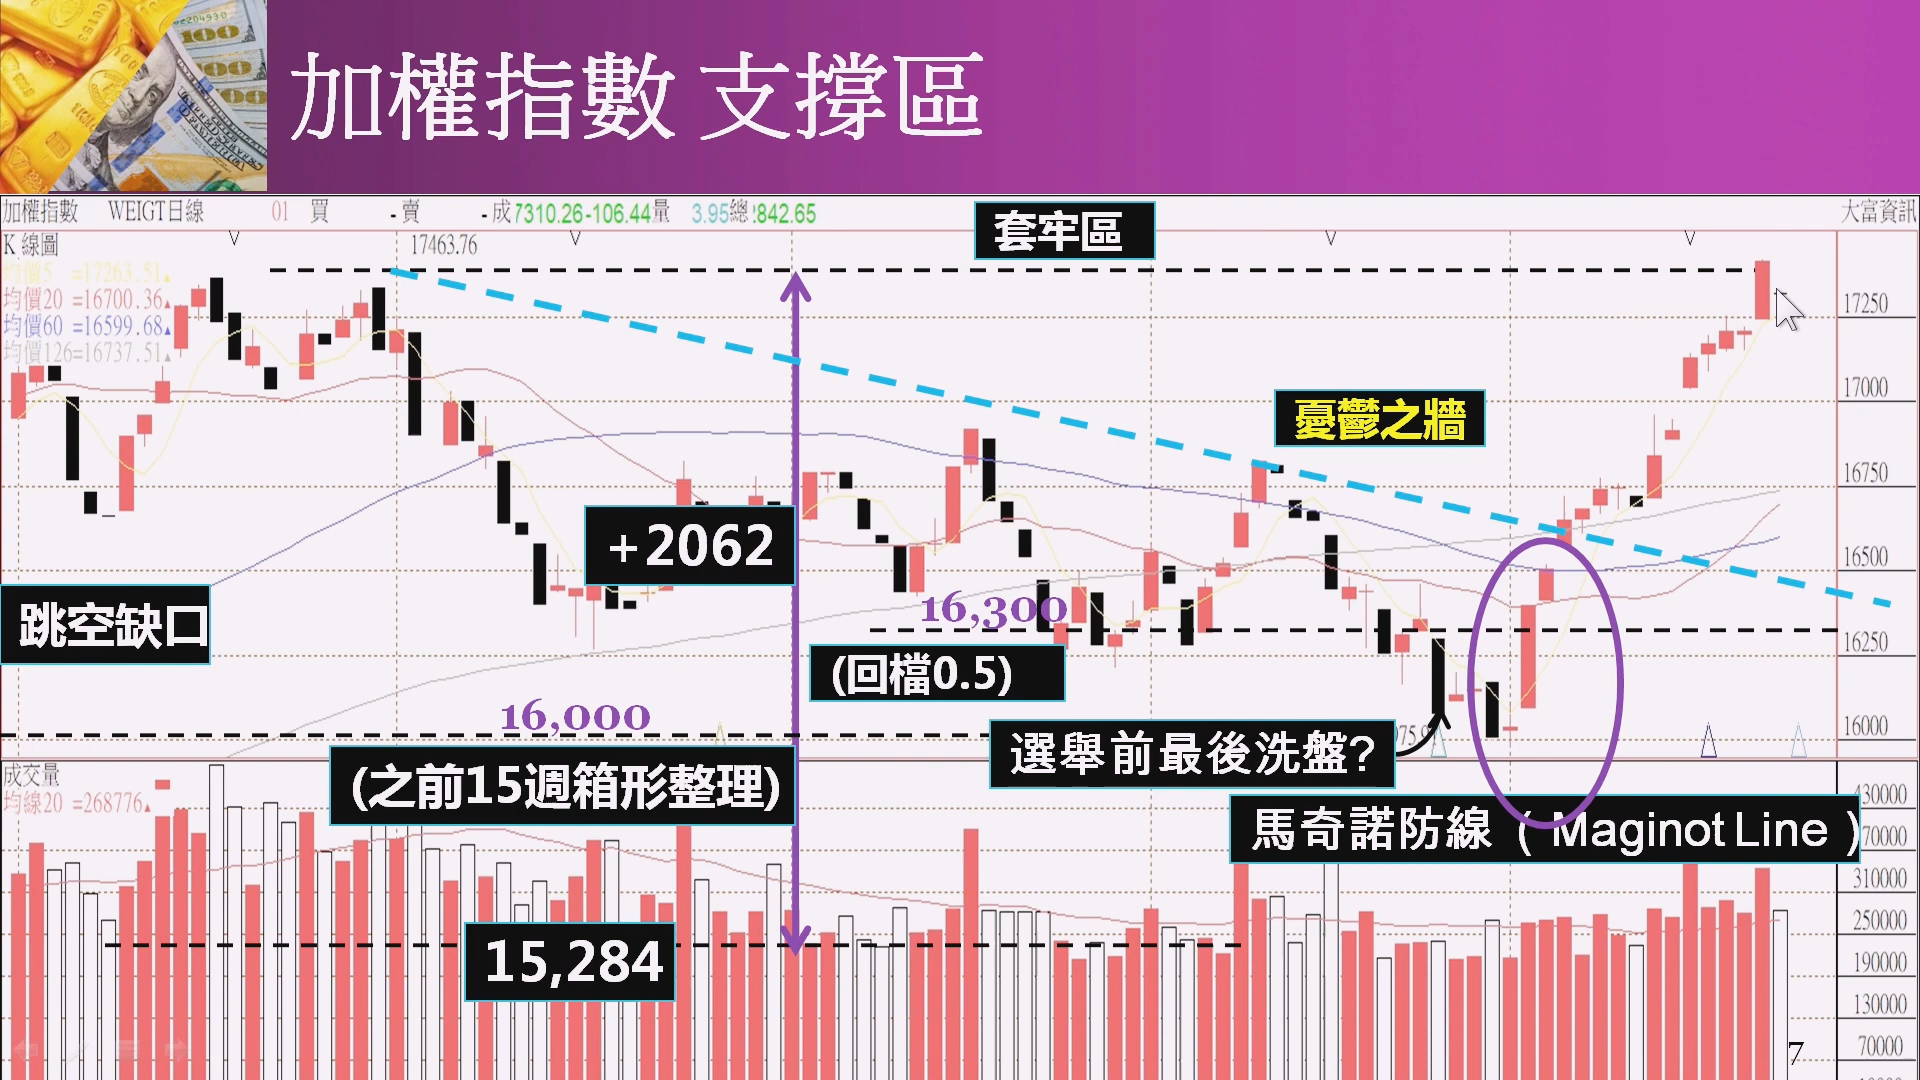 加權指數 支撐區
加權指數 WEIGT日線 01 買 -賣 -成7310.26-106.44量 3.95總 842.65 大富資訊
套牢區
K 線圖
17463.76
均價5 =17263.51
均價20 =16700.36
均價60 =16599.68
均價126=16737.51
17250
17000
憂鬱之牆
16750
+2062
16500
16,300
跳空缺口
16250
(回檔0.5)
16,000
16000
選舉前最後洗盤?
成交量
均線20 =268776
(之前15週箱形整理)
430000
馬奇諾防線（Maginot Line）
70000
310000
250000
15,284
190000
130000
70000
7